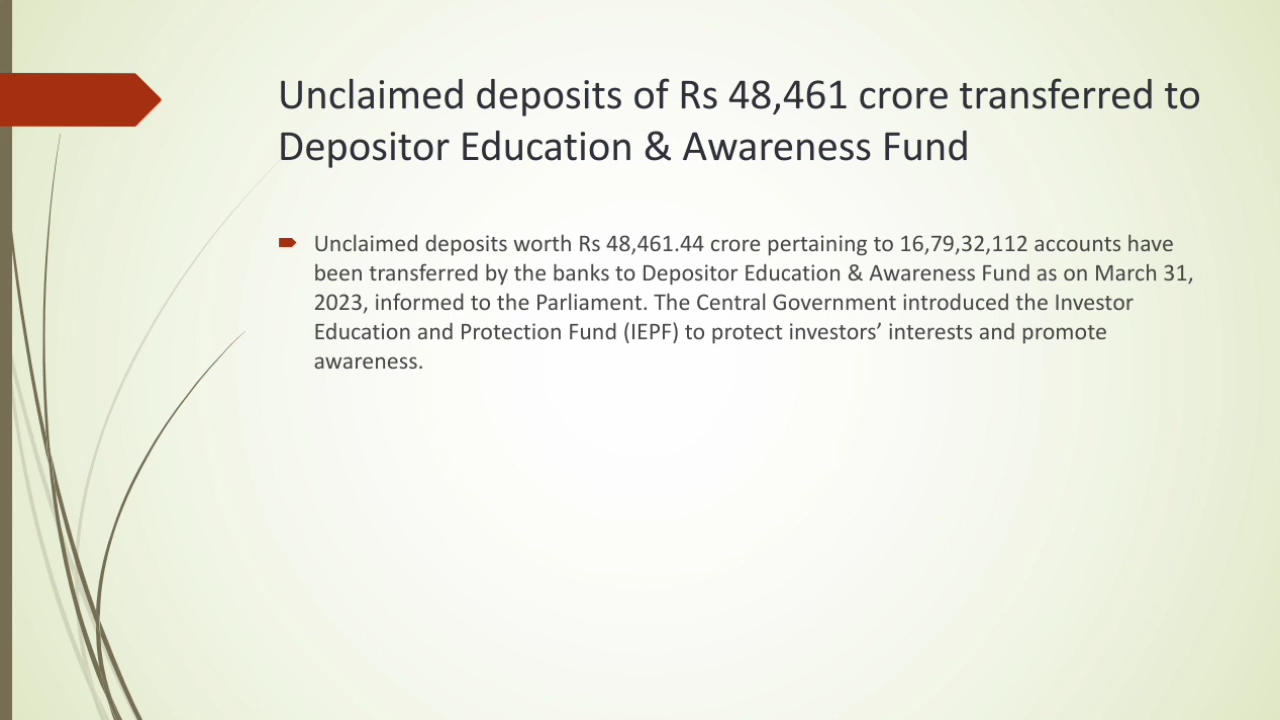 Unclaimed deposits of Rs 48,461 crore transferred to
Depositor Education & Awareness Fund
Unclaimed deposits worth Rs 48,461.44 crore pertaining to 16,79,32,112 accounts have
been transferred by the banks to Depositor Education & Awareness Fund as on March 31,
2023, informed to the Parliament. The Central Government introduced the Investor
Education and Protection Fund (IEPF) to protect investors’ interests and promote
awareness.